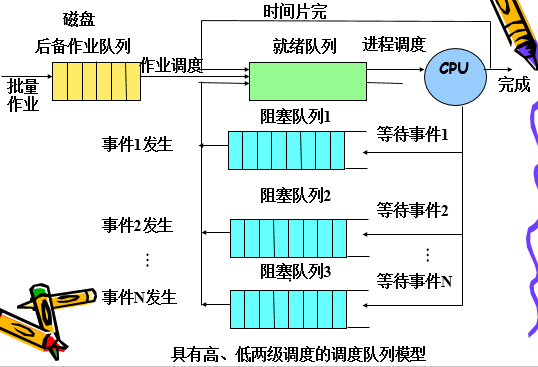 时间片完
磁盘
后备作业队列
作业调度
就绪队列
进程调度
CPU
批量
作业
完成
阻塞队列1
等待事件1
事件1发生
阻塞队列2
等待事件2
事件2发生
⋮
⋮
阻塞队列3
等待事件N
事件N发生
具有高、低两级调度的调度队列模型